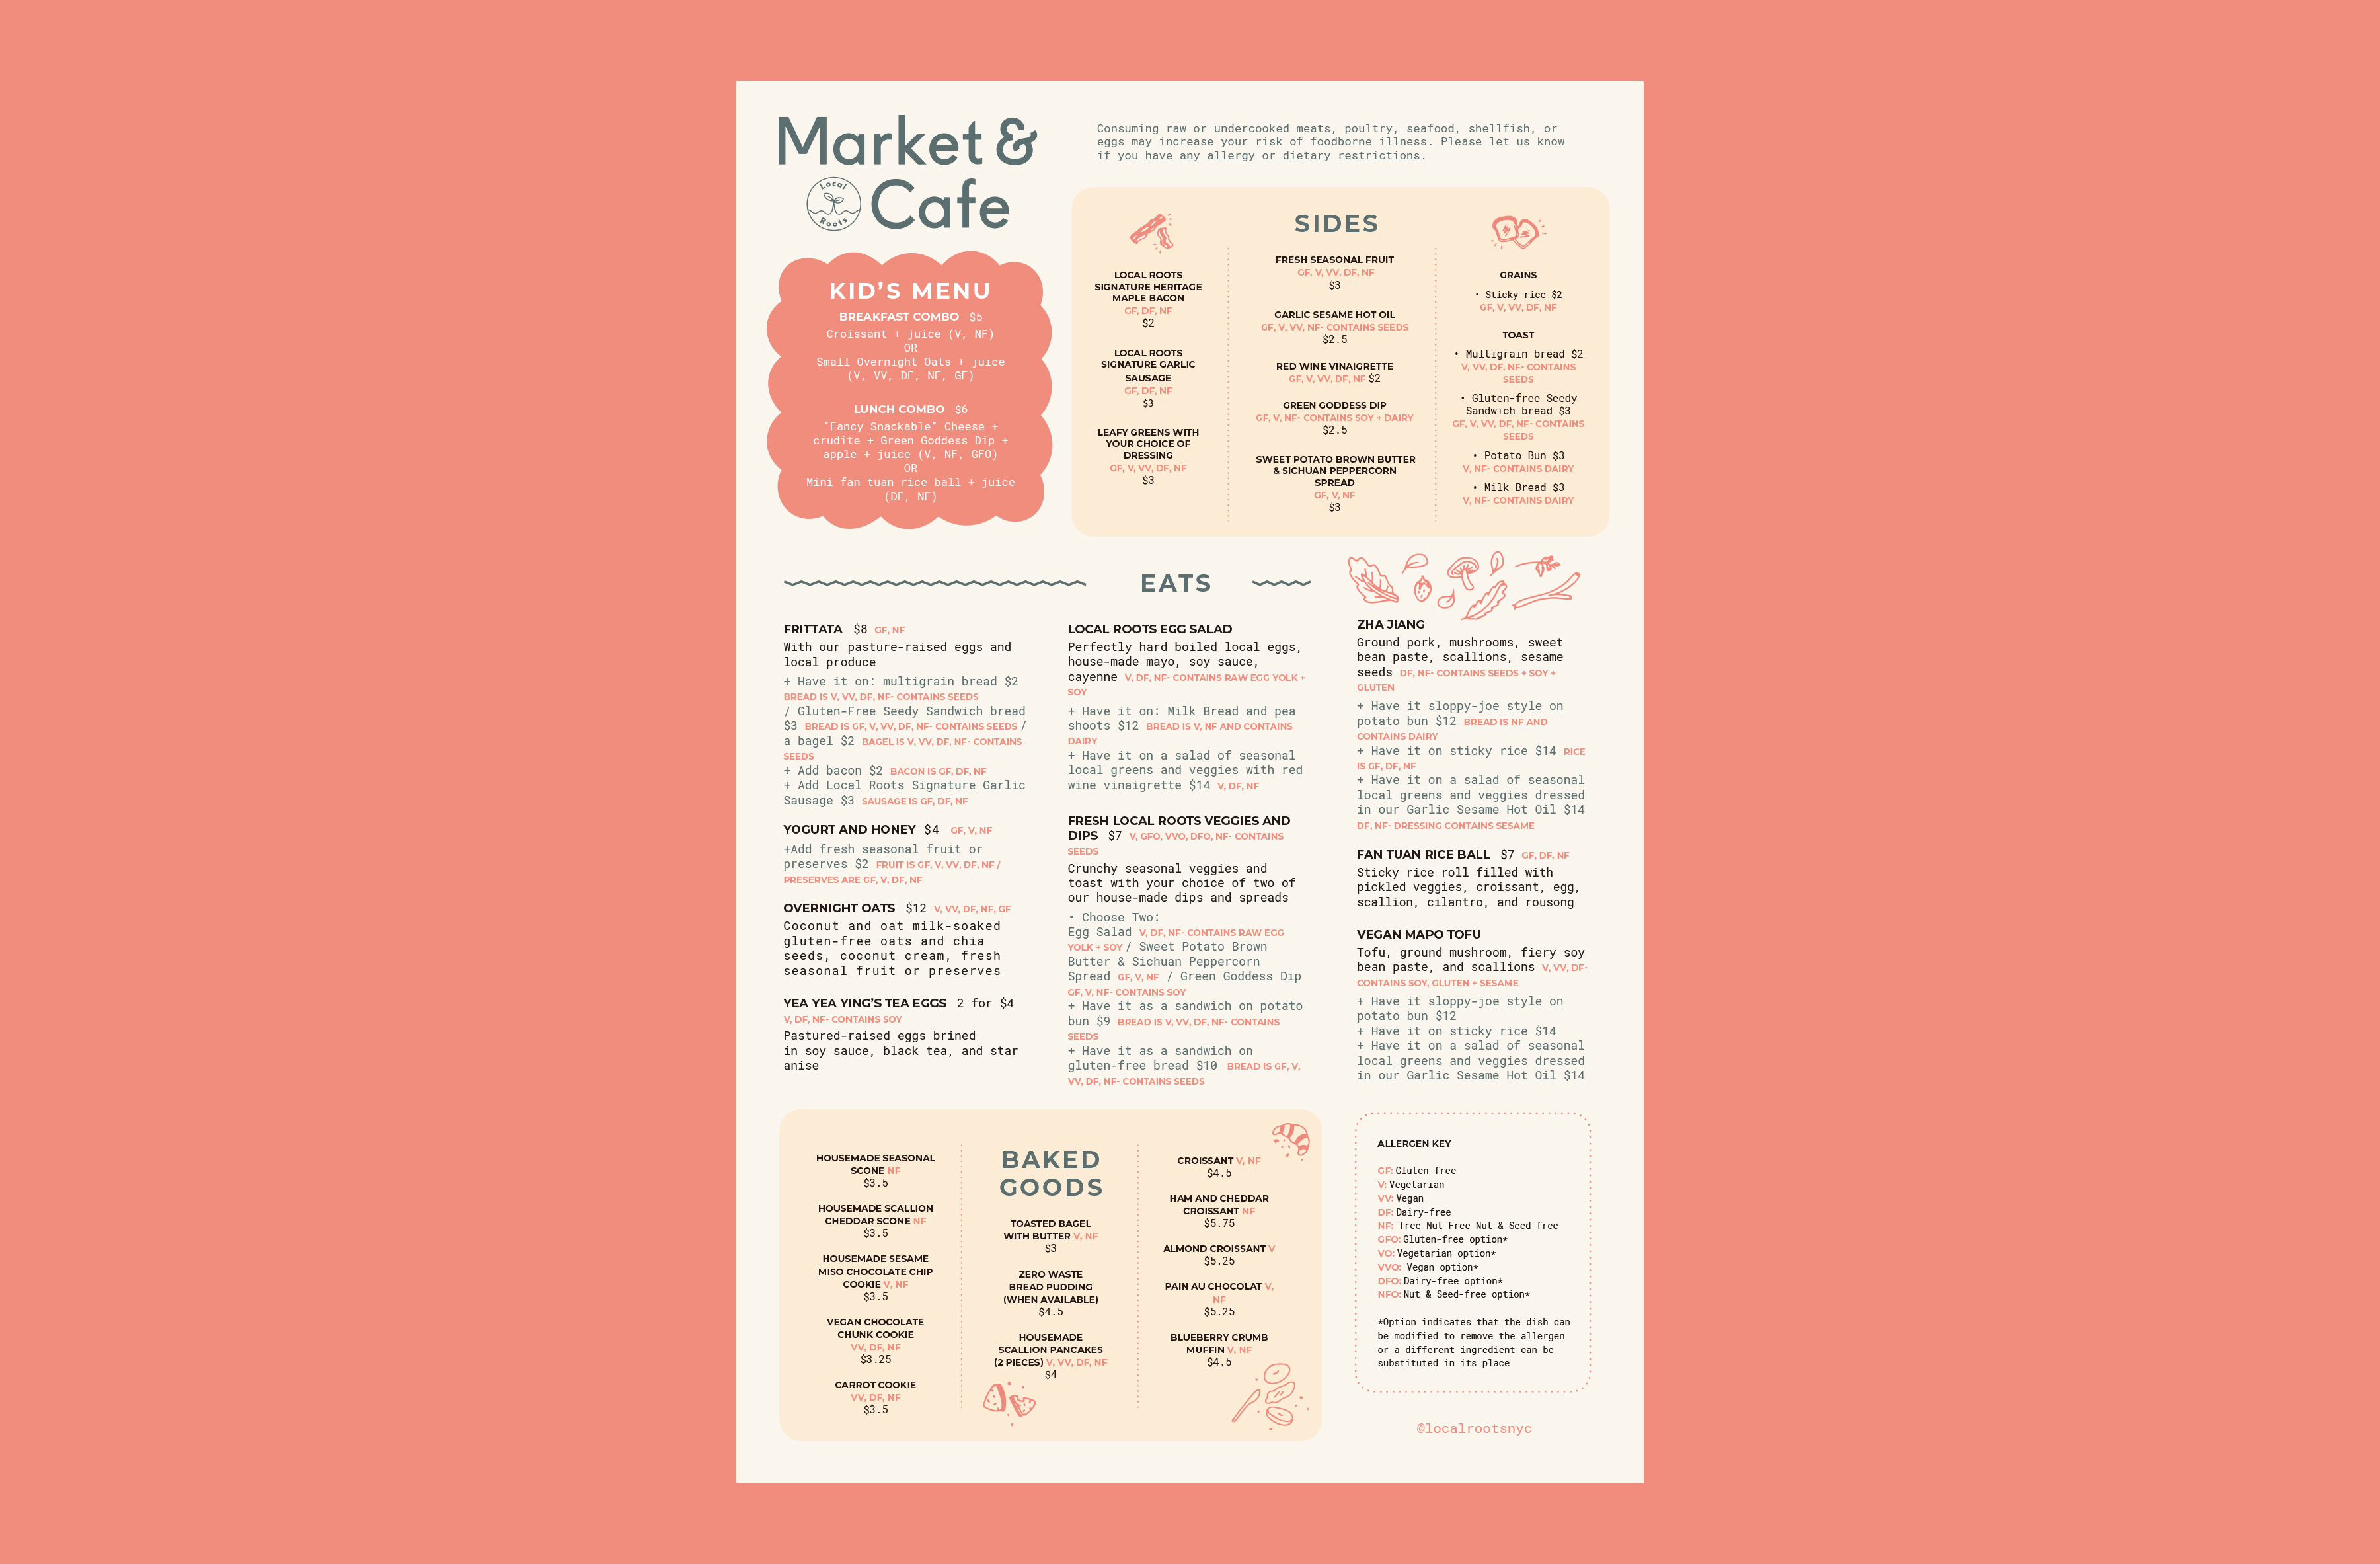 Market &
Local
Roots
Cafe
Consuming raw or undercooked meats, poultry, seafood, shellfish, or
eggs may increase your risk of foodborne illness. Please let us know
if you have any allergy or dietary restrictions.
KID'S MENU
BREAKFAST COMBO $5
Croissant + juice (V, NF)
OR
Small Overnight Oats + juice
(V, VV, DF, NF, GF)
LUNCH COMBO $6
"Fancy Snackable" Cheese +
crudite + Green Goddess Dip +
apple + juice (V, NF, GFO)
OR
Mini fan tuan rice ball + juice
(DF, NF)
SIDES
LOCAL ROOTS
SIGNATURE HERITAGE
MAPLE BACON
GF, DF, NF
$2
LOCAL ROOTS
SIGNATURE GARLIC
SAUSAGE
GF, DF, NF
$3
LEAFY GREENS WITH
YOUR CHOICE OF
DRESSING
GF, V, VV, DF, NF
$3
FRESH SEASONAL FRUIT
GF, V, VV, DF, NF
$3
GARLIC SESAME HOT OIL
GF, V, VV, NF- CONTAINS SEEDS
$2.5
RED WINE VINAIGRETTE
GF, V, VV, DF, NF $2
GREEN GODDESS DIP
GF, V, NF- CONTAINS SOY + DAIRY
$2.5
SWEET POTATO BROWN BUTTER
& SICHUAN PEPPERCORN
SPREAD
GF, V, NF
$3
GRAINS
• Sticky rice $2
GF, V, VV, DF, NF
TOAST
• Multigrain bread $2
V, VV, DF, NF- CONTAINS
SEEDS
• Gluten-free Seedy
Sandwich bread $3
GF, V, VV, DF, NF- CONTAINS
SEEDS
• Potato Bun $3
V, NF- CONTAINS DAIRY
• Milk Bread $3
V, NF- CONTAINS DAIRY
EATS
FRITTATA $8 GF, NF
With our pasture-raised eggs and
local produce
+ Have it on: multigrain bread $2
BREAD IS V, VV, DF, NF- CONTAINS SEEDS
/ Gluten-Free Seedy Sandwich bread
$3 BREAD IS GF, V, VV, DF, NF- CONTAINS SEEDS /
a bagel $2 BAGEL IS V, VV, DF, NF- CONTAINS
SEEDS
+ Add bacon $2 BACON IS GF, DF, NF
+ Add Local Roots Signature Garlic
Sausage $3 SAUSAGE IS GF, DF, NF
YOGURT AND HONEY $4 GF, V, NF
+Add fresh seasonal fruit or
preserves $2 FRUIT IS GF, V, VV, DF, NF /
PRESERVES ARE GF, V, DF, NF
OVERNIGHT OATS $12 V, VV, DF, NF, GF
Coconut and oat milk-soaked
gluten-free oats and chia
seeds, coconut cream, fresh
seasonal fruit or preserves
YEA YEA YING'S TEA EGGS 2 for $4
V, DF, NF- CONTAINS SOY
Pastured-raised eggs brined
in soy sauce, black tea, and star
anise
LOCAL ROOTS EGG SALAD
Perfectly hard boiled local eggs,
house-made mayo, soy sauce,
cayenne V, DF, NF- CONTAINS RAW EGG YOLK +
SOY
+ Have it on: Milk Bread and pea
shoots $12 BREAD IS V, NF AND CONTAINS
DAIRY
+ Have it on a salad of seasonal
local greens and veggies with red
wine vinaigrette $14 V, DF, NF
FRESH LOCAL ROOTS VEGGIES AND
DIPS $7 V, GFO, VVO, DFO, NF- CONTAINS
SEEDS
Crunchy seasonal veggies and
toast with your choice of two of
our house-made dips and spreads
• Choose Two:
Egg Salad V, DF, NF- CONTAINS RAW EGG
YOLK + SOY / Sweet Potato Brown
Butter & Sichuan Peppercorn
Spread GF, V, NF / Green Goddess Dip
GF, V, NF- CONTAINS SOY
+ Have it as a sandwich on potato
bun $9 BREAD IS V, VV, DF, NF- CONTAINS
SEEDS
+ Have it as a sandwich on
gluten-free bread $10 BREAD IS GF, V,
VV, DF, NF- CONTAINS SEEDS
ZHA JIANG
Ground pork, mushrooms, sweet
bean paste, scallions, sesame
seeds DF, NF- CONTAINS SEEDS + SOY +
GLUTEN
+ Have it sloppy-joe style on
potato bun $12 BREAD IS NF AND
CONTAINS DAIRY
+ Have it on sticky rice $14 RICE
IS GF, DF, NF
+ Have it on a salad of seasonal
local greens and veggies dressed
in our Garlic Sesame Hot Oil $14
DF, NF- DRESSING CONTAINS SESAME
FAN TUAN RICE BALL $7 GF, DF, NF
Sticky rice roll filled with
pickled veggies, croissant, egg,
scallion, cilantro, and rousong
VEGAN MAPO TOFU
Tofu, ground mushroom, fiery soy
bean paste, and scallions V, VV, DF-
CONTAINS SOY, GLUTEN + SESAME
+ Have it sloppy-joe style on
potato bun $12
+ Have it on sticky rice $14
+ Have it on a salad of seasonal
local greens and veggies dressed
in our Garlic Sesame Hot Oil $14
HOUSEMADE SEASONAL
SCONE NF
$3.5
HOUSEMADE SCALLION
CHEDDAR SCONE NF
$3.5
HOUSEMADE SESAME
MISO CHOCOLATE CHIP
COOKIE V, NF
$3.5
VEGAN CHOCOLATE
CHUNK COOKIE
VV, DF, NF
$3.25
CARROT COOKIE
VV, DF, NF
$3.5
BAKED
GOODS
TOASTED BAGEL
WITH BUTTER V, NF
$3
ZERO WASTE
BREAD PUDDING
(WHEN AVAILABLE)
$4.5
HOUSEMADE
SCALLION PANCAKES
(2 PIECES) V, VV, DF, NF
$4
CROISSANT V, NF
$4.5
HAM AND CHEDDAR
CROISSANT NF
$5.75
ALMOND CROISSANT V
$5.25
PAIN AU CHOCOLAT V,
NF
$5.25
BLUEBERRY CRUMB
MUFFIN V, NF
$4.5
ALLERGEN KEY
GF: Gluten-free
V: Vegetarian
VV: Vegan
DF: Dairy-free
NF: Tree Nut-Free Nut & Seed-free
GFO: Gluten-free option*
VO: Vegetarian option*
VVO: Vegan option*
DFO: Dairy-free option*
NFO: Nut & Seed-free option*
*Option indicates that the dish can
be modified to remove the allergen
or a different ingredient can be
substituted in its place
@localrootsnyc